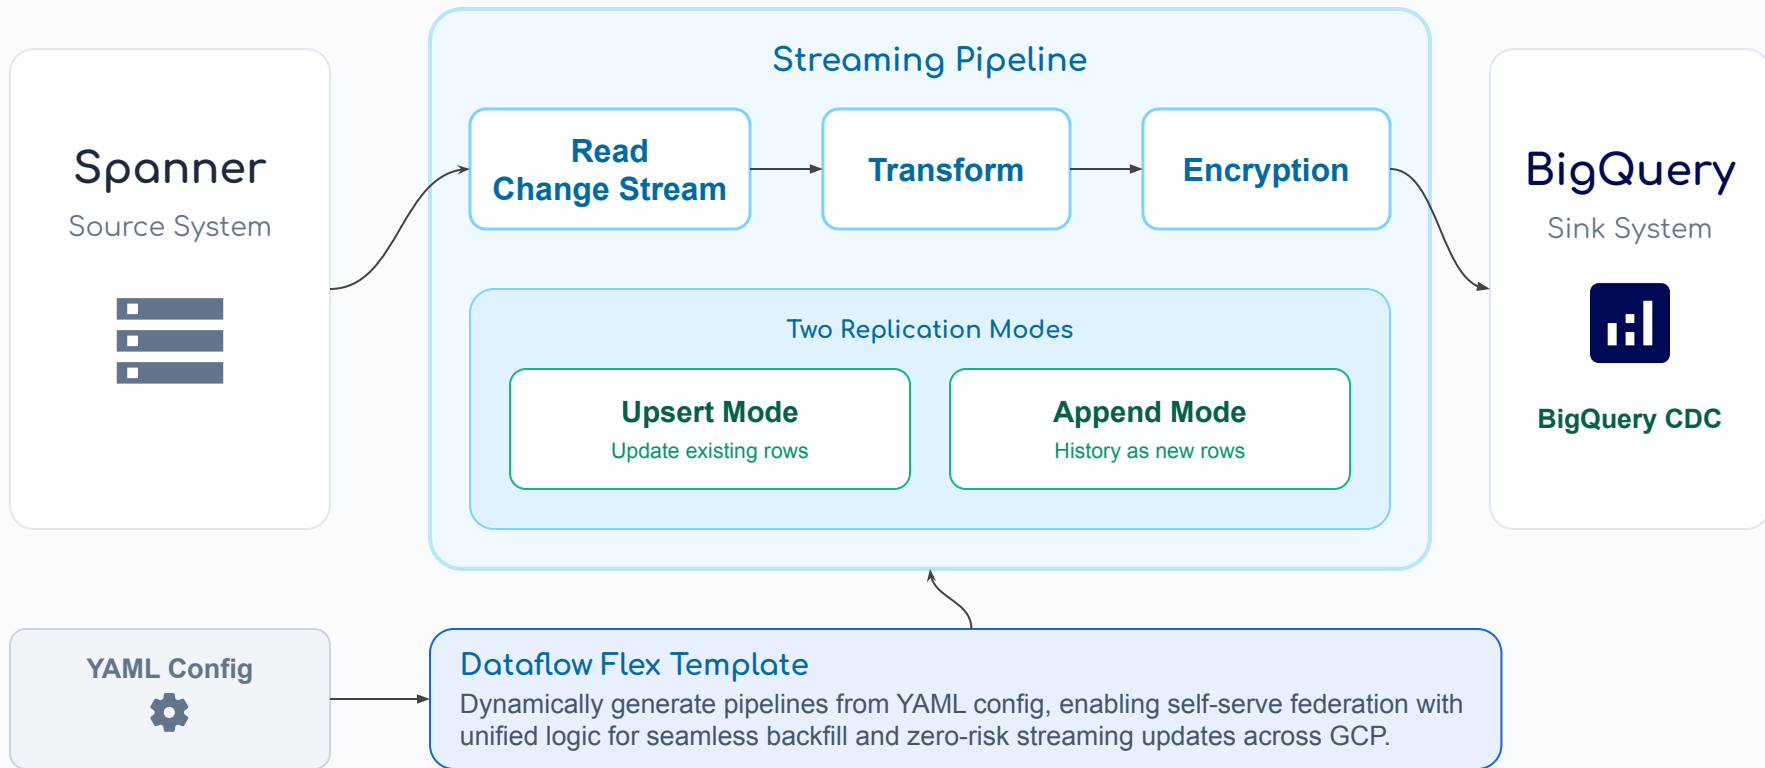 Streaming Pipeline
Spanner
Source System
Read
Change Stream
Transform
Encryption
BigQuery
Sink System
BigQuery CDC
Two Replication Modes
Upsert Mode
Update existing rows
Append Mode
History as new rows
YAML Config
Dataflow Flex Template
Dynamically generate pipelines from YAML config, enabling self-serve federation with
unified logic for seamless backfill and zero-risk streaming updates across GCP.